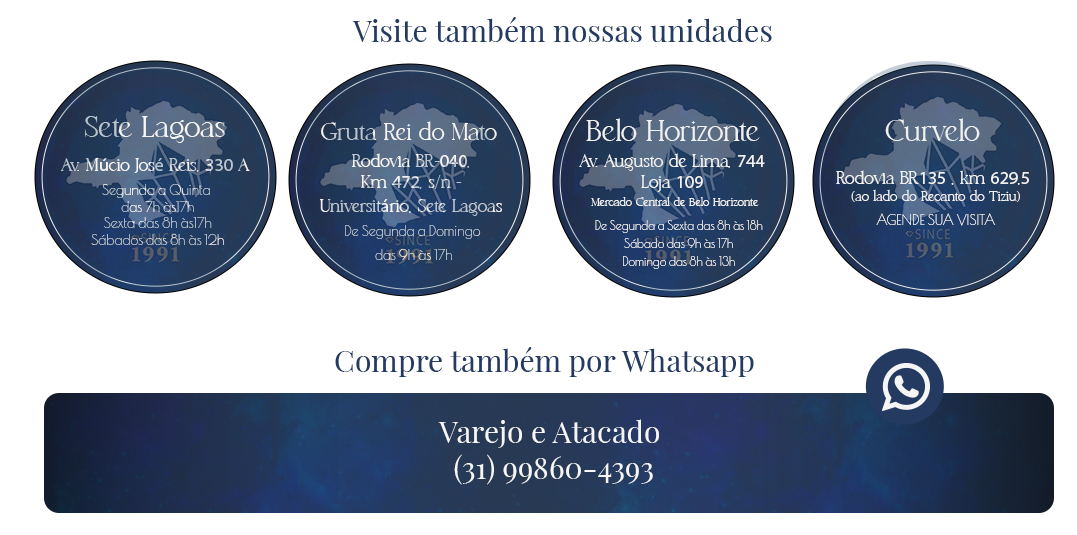 Visite também nossas unidades
Sete Lagoas
Av. Múcio José Reis, 330 A
Segunda a Quinta
das 7h às17h
Sexta das 8h às17h
Sábados das 8h às 12h
1991
Gruta Rei do Mato
Rodovia BR-040,
Km 472, s/n -
Universitário, Sete Lagoas
De Segunda a Domingo
SINCE
das 9h às 17h
1991
Belo Horizonte
Av. Augusto de Lima, 744
Loja 109
Mercado Central de Belo Horizonte
De Segunda a Sexta das 8h às 18h
SINCE
Sábado das 9h às 17h
1991
Domingo das 8h às 13h
Curvelo
Rodovia BR135 , km 629,5
(ao lado do Recanto do Tiziu)
AGENDE SUA VISITA
SINCE
1991
Compre também por Whatsapp
Varejo e Atacado
(31) 99860-4393